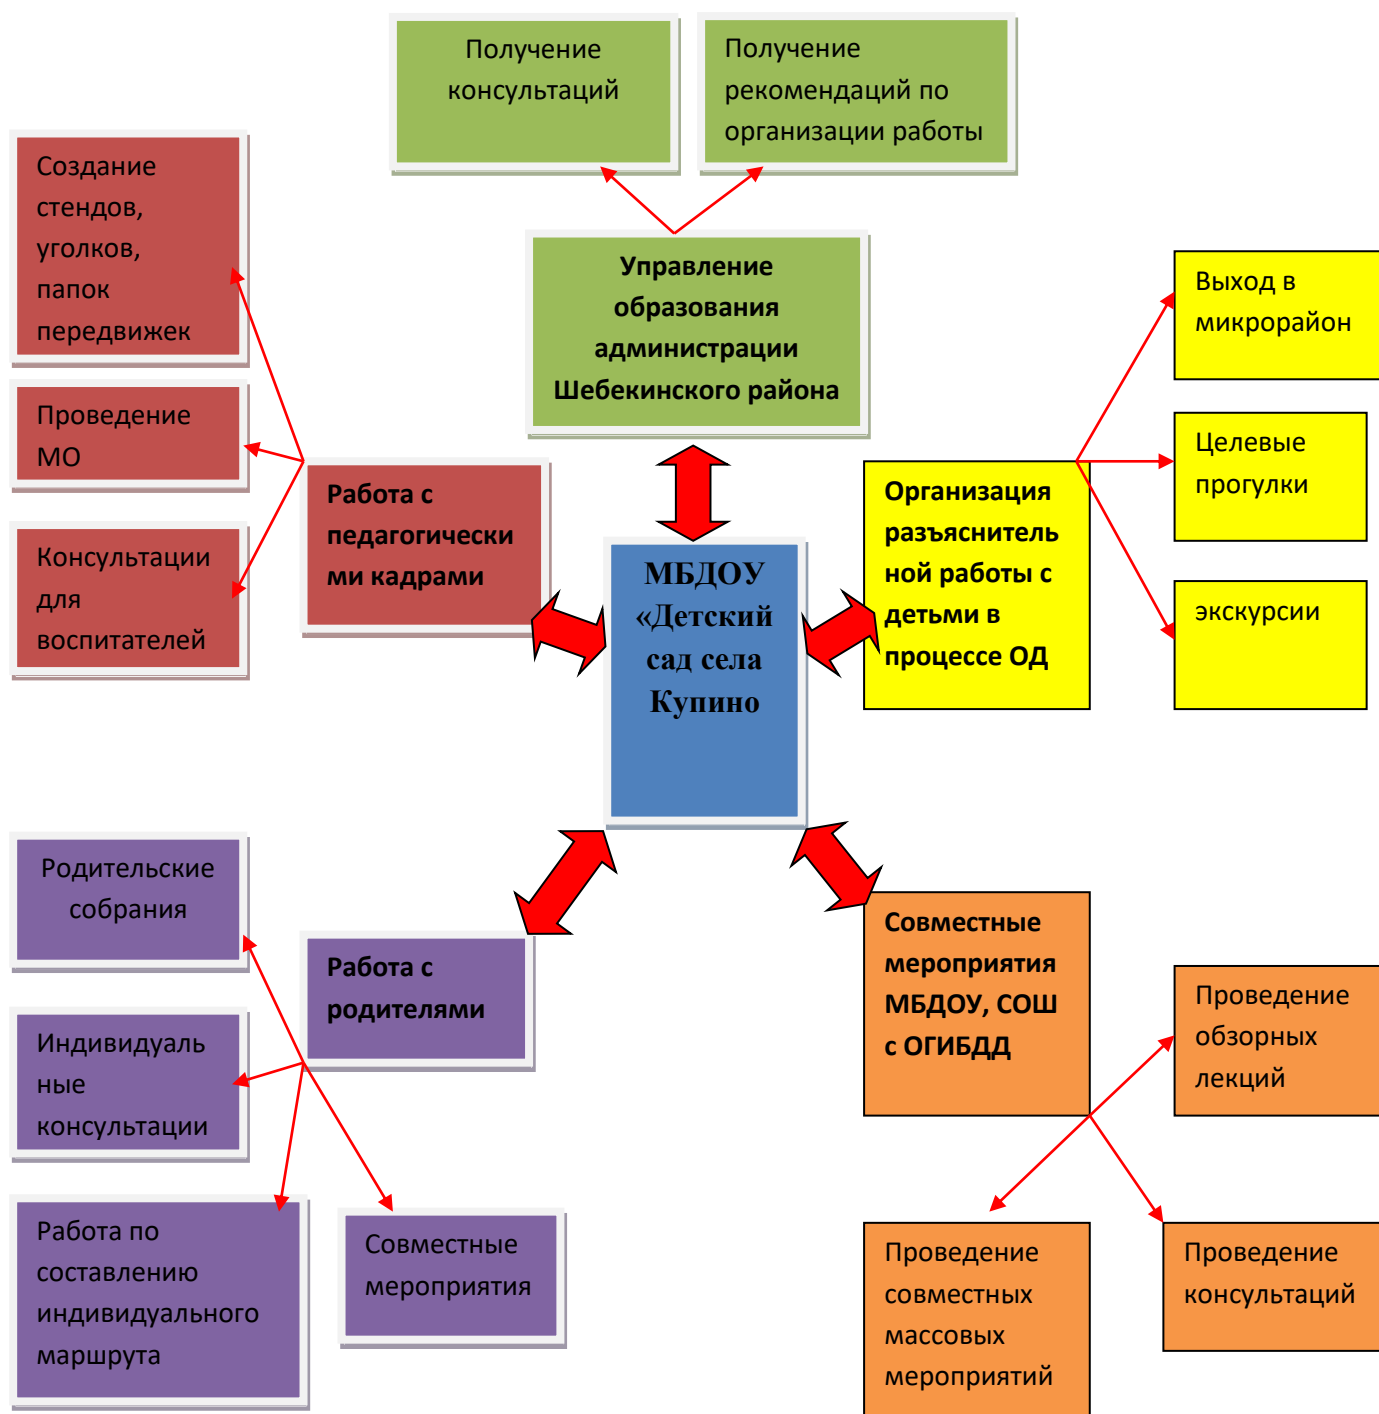 Получение
консультаций
Получение
рекомендаций по
организации работы
Создание
стендов,
уголков,
папок
передвижек
Управление
образования
администрации
Шебекинского района
Выход в
микрорайон
Проведение
МО
Целевые
прогулки
Работа с
педагогически
ми кадрами
Организация
разъяснитель
ной работы с
детьми в
процессе ОД
Консультации
для
воспитателей
МБДОУ
«Детский
сад села
Купино
экскурсии
Родительские
собрания
Работа с
родителями
Совместные
мероприятия
МБДОУ, СОШ
с ОГИБДД
Проведение
обзорных
лекций
Индивидуаль
ные
консультации
Работа по
составлению
индивидуального
маршрута
Совместные
мероприятия
Проведение
совместных
массовых
мероприятий
Проведение
консультаций